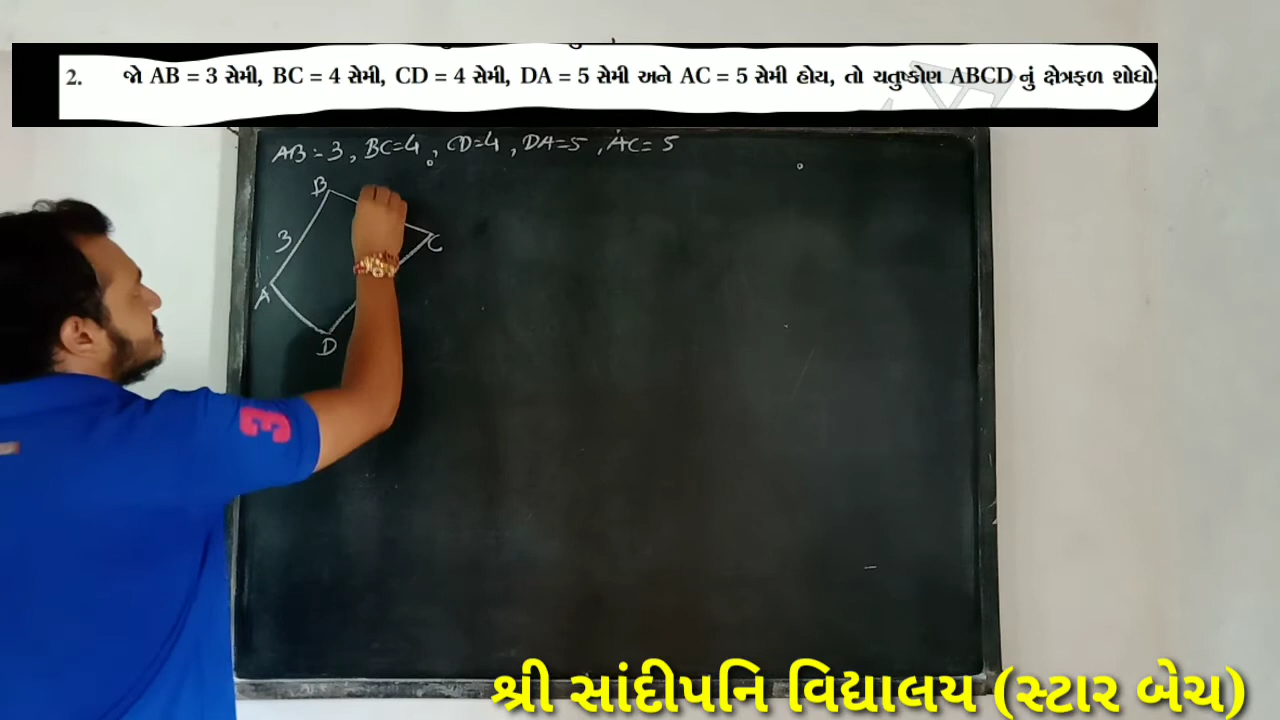 2. જો AB = 3 સેમી, BC = 4 સેમી, CD = 4 સેમી, DA = 5 સેમી અને AC = 5 સેમી હોય, તો ચતુષ્કોણ ABCD નું ક્ષેત્રફળ શોધો.
AB = 3, BC=4, CD=4, DA=5, AC= 5
B
3
C
A
D
3
શ્રી સાંદીપનિ વિદ્યાલય (સ્ટાર બેચ)